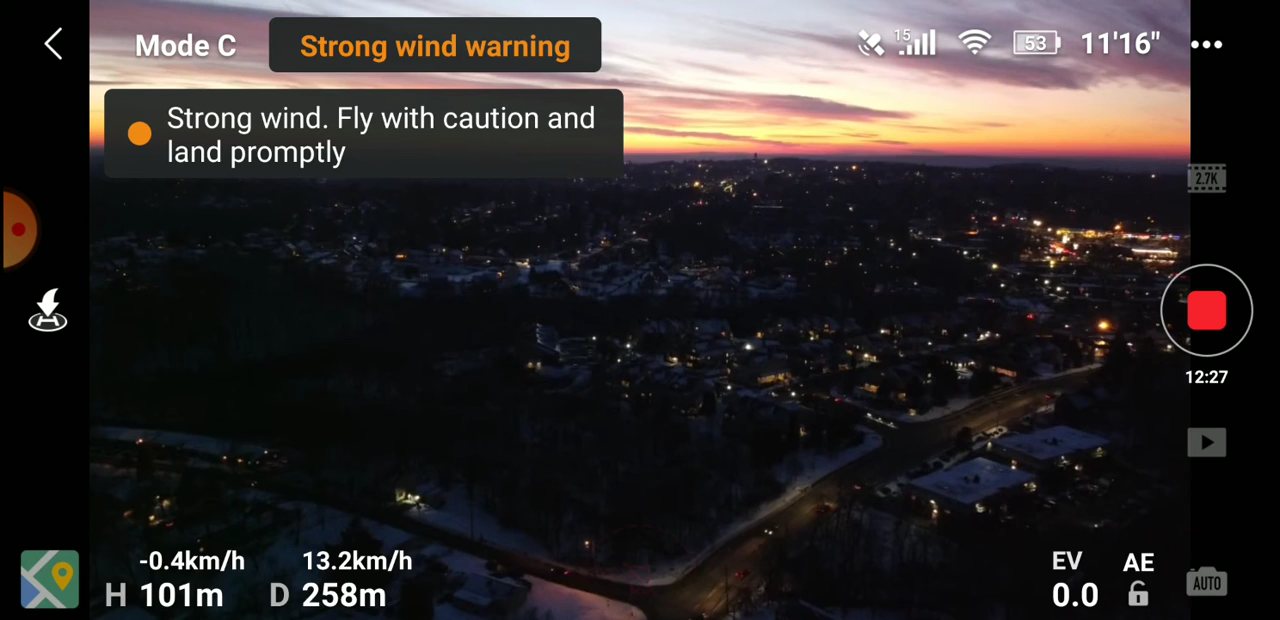 Mode C
Strong wind warning
15
53
11'16"
Strong wind. Fly with caution and
land promptly
2.7K
12:27
-0.4km/h
13.2km/h
H 101m
D 258m
EV
0.0
AE
AUTO